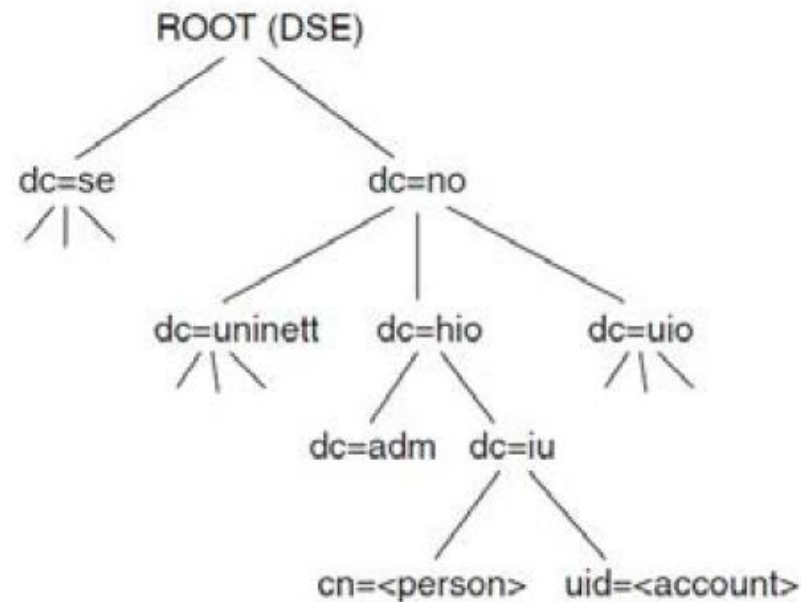 ROOT (DSE)
dc=se dc=no
dc=uninett dc=hio dc=uio
dc=adm dc=iu
cn=<person> uid=<account>